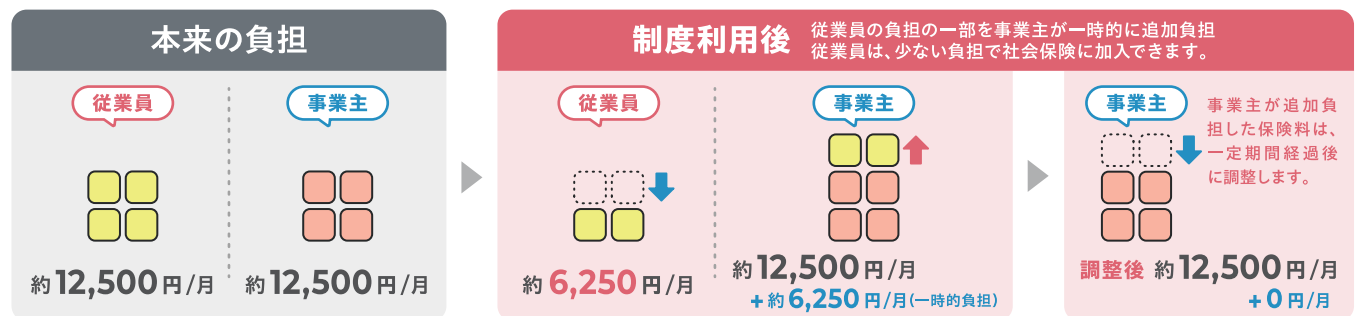 本来の負担
従業員
事業主
約12,500円/月
約12,500円/月
制度利用後
従業員の負担の一部を事業主が一時的に追加負担
従業員は、少ない負担で社会保険に加入できます。
従業員
事業主
約6,250円/月
約12,500円/月
+約6,250円/月(一時的負担)
事業主
事業主が追加負
担した保険料は、
一定期間経過後
に調整します。
調整後 約12,500円/月
+0円/月